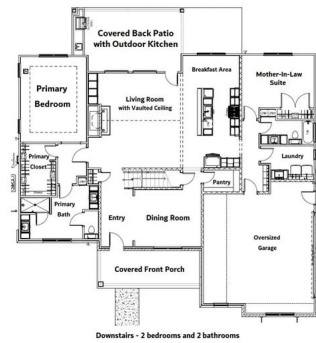 Covered Back Patio
with Outdoor Kitchen
Primary
Bedroom
Living Room
with Vaulted Ceiling
Breakfast Area
Mother-In-Law
Suite
Primary
Closet
Laundry
Pantry
Primary
Bath
Entry
Dining Room
Oversized
Garage
Covered Front Porch
Downstairs - 2 bedrooms and 2 bathrooms